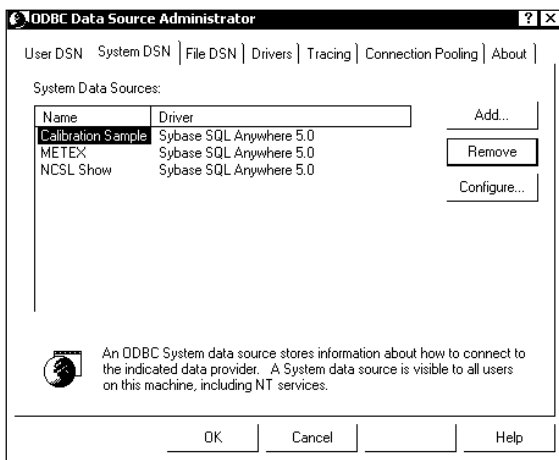 ODBC Data Source Administrator
User DSN System DSN File DSN Drivers Tracing Connection Pooling About
System Data Sources:
Name Driver
Calibration Sample Sybase SQL Anywhere 5.0
METEX Sybase SQL Anywhere 5.0
NCSL Show Sybase SQL Anywhere 5.0
Add...
Remove
Configure...
An ODBC System data source stores information about how to connect to
the indicated data provider. A System data source is visible to all users
on this machine, including NT services.
OK Cancel Help